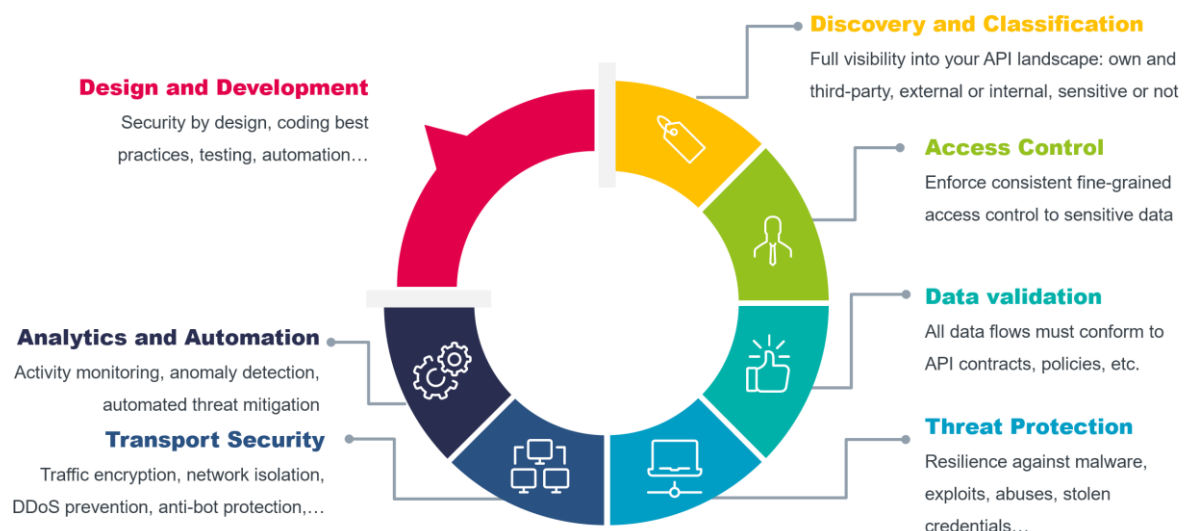 Discovery and Classification
Full visibility into your API landscape: own and
third-party, external or internal, sensitive or not
Design and Development
Security by design, coding best
practices, testing, automation…
Access Control
Enforce consistent fine-grained
access control to sensitive data
Data validation
All data flows must conform to
API contracts, policies, etc.
Analytics and Automation
Activity monitoring, anomaly detection,
automated threat mitigation
Transport Security
Traffic encryption, network isolation,
DDoS prevention, anti-bot protection,…
Threat Protection
Resilience against malware,
exploits, abuses, stolen
credentials…